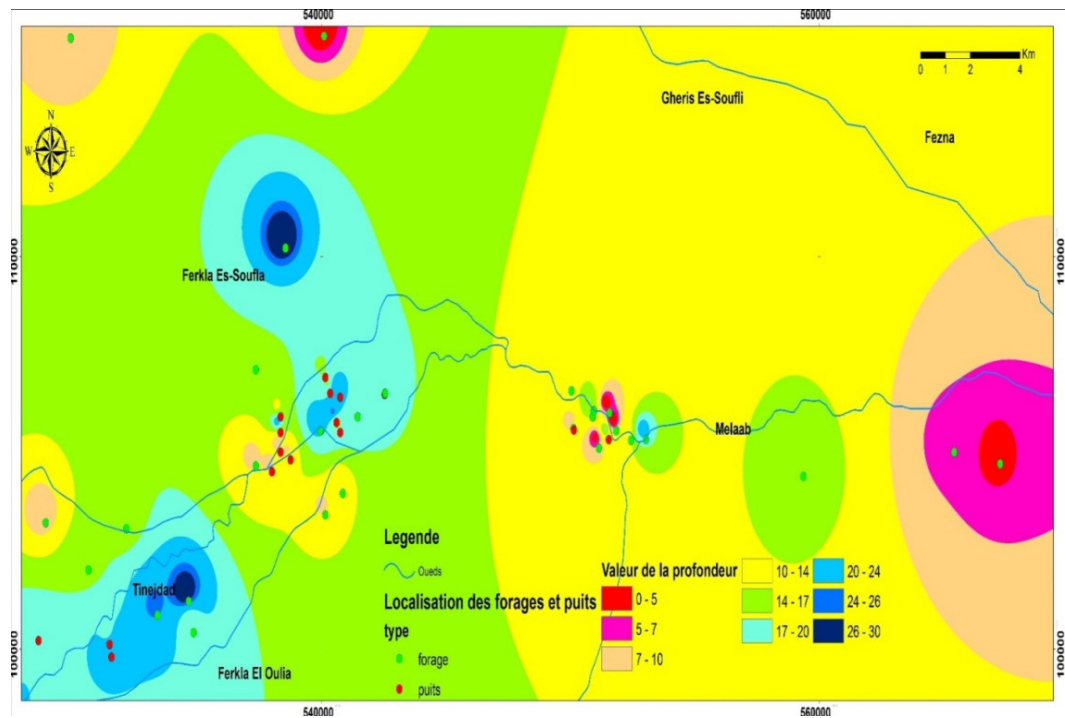 540000
560000
Km
0 1 2 4
Gheris Es-Soufli
Fezna
N
W E
S
110000
110000
Ferkla Es-Soufla
Melaab
Legende
Oueds
Localisation des forages et puits
type
forage
puits
Valeur de la profondeur
0 - 5
5 - 7
7 - 10
10 - 14
14 - 17
17 - 20
20 - 24
24 - 26
26 - 30
Tinejdad
Ferkla El Oulia
100000
100000
540000
560000